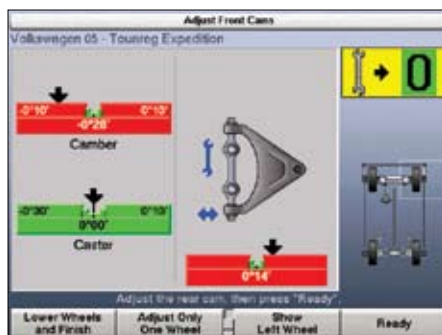 Adjust Front Cams
Volkswagen 05 - Tounreg Expedition
0
-0°10' 0°10'
-0°28'
Camber
-0°30' 0°10'
0°00'
Caster
0°14'
Adjust the rear cam, then press "Ready".
Lower Wheels
and Finish
Adjust Only
One Wheel
Show
Left Wheel
Ready